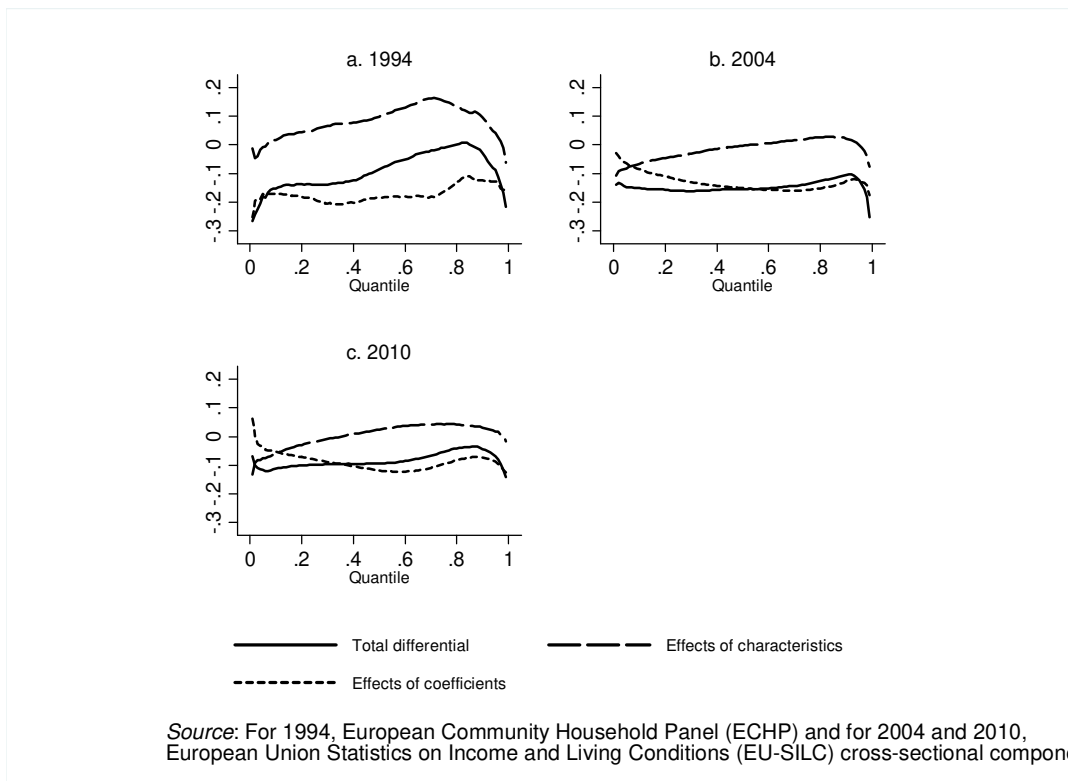 a. 1994
.2
.1
0
-.1
-.2
-.3
0 .2 .4 .6 .8 1
Quantile
b. 2004
.2
.1
0
-.1
-.2
-.3
0 .2 .4 .6 .8 1
Quantile
c. 2010
.2
.1
0
-.1
-.2
-.3
0 .2 .4 .6 .8 1
Quantile
Total differential
Effects of characteristics
Effects of coefficients
Source: For 1994, European Community Household Panel (ECHP) and for 2004 and 2010,
European Union Statistics on Income and Living Conditions (EU-SILC) cross-sectional